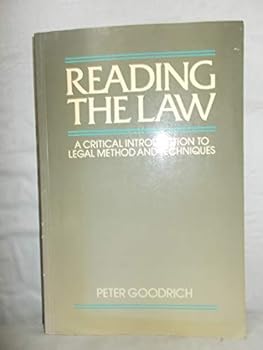 READING
THE LAW
A CRITICAL INTRODUCTION TO
LEGAL METHOD AND TECHNIQUES
PETER GOODRICH